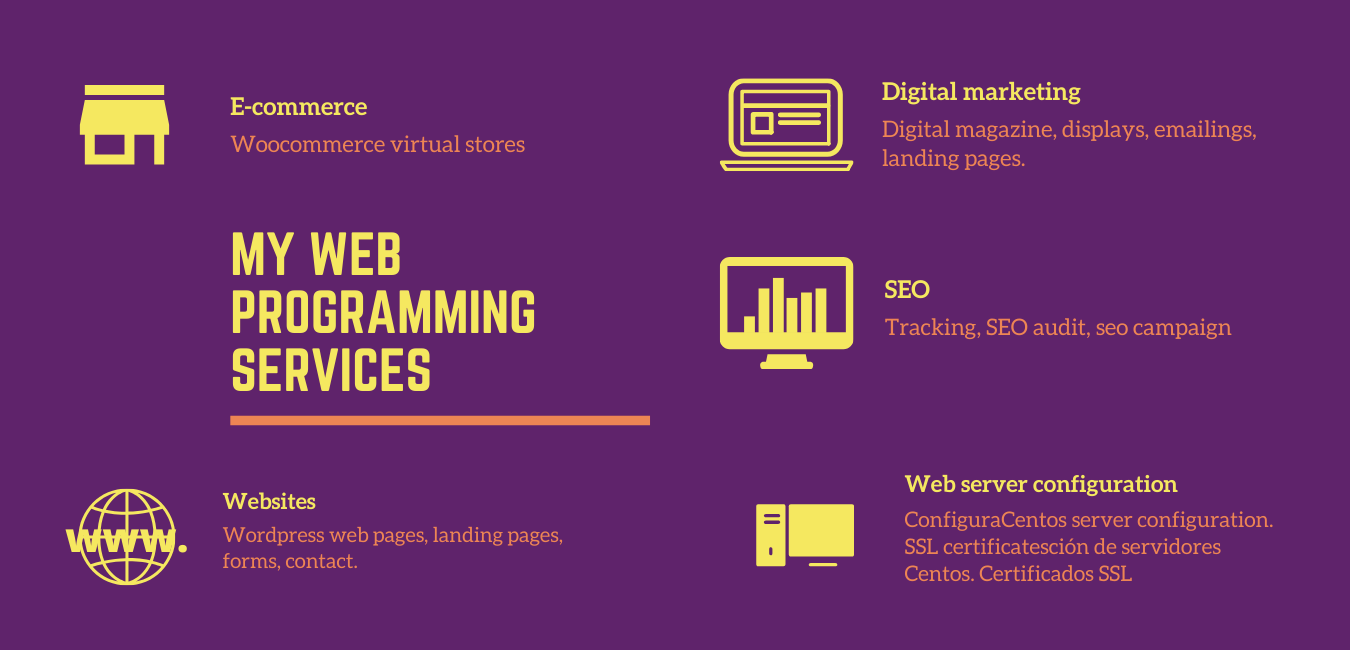 E-commerce
Woocommerce virtual stores
MY WEB
PROGRAMMING
SERVICES
www.
Websites
Wordpress web pages, landing pages,
forms, contact.
Digital marketing
Digital magazine, displays, emailings,
landing pages.
SEO
Tracking, SEO audit, seo campaign
Web server configuration
ConfiguraCentos server configuration.
SSL certificatesción de servidores
Centos. Certificados SSL